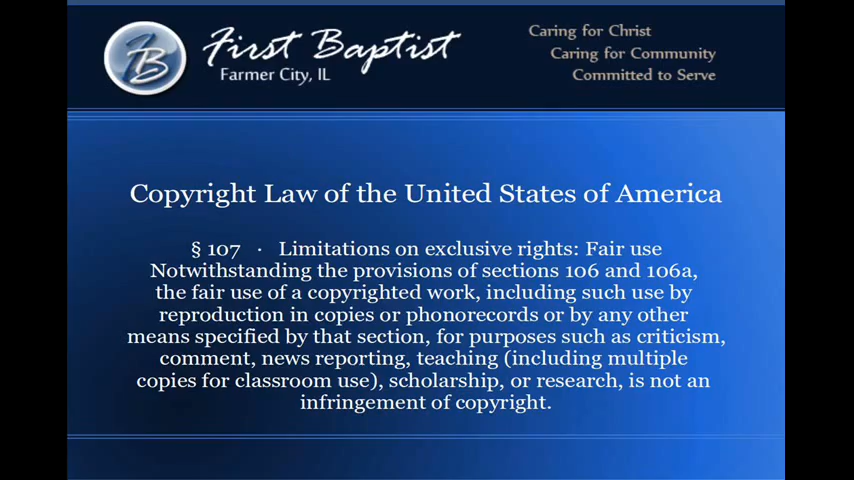 FB
First Baptist
Farmer City, IL
Caring for Christ
Caring for Community
Committed to Serve
Copyright Law of the United States of America
§ 107 · Limitations on exclusive rights: Fair use
Notwithstanding the provisions of sections 106 and 106a,
the fair use of a copyrighted work, including such use by
reproduction in copies or phonorecords or by any other
means specified by that section, for purposes such as criticism,
comment, news reporting, teaching (including multiple
copies for classroom use), scholarship, or research, is not an
infringement of copyright.